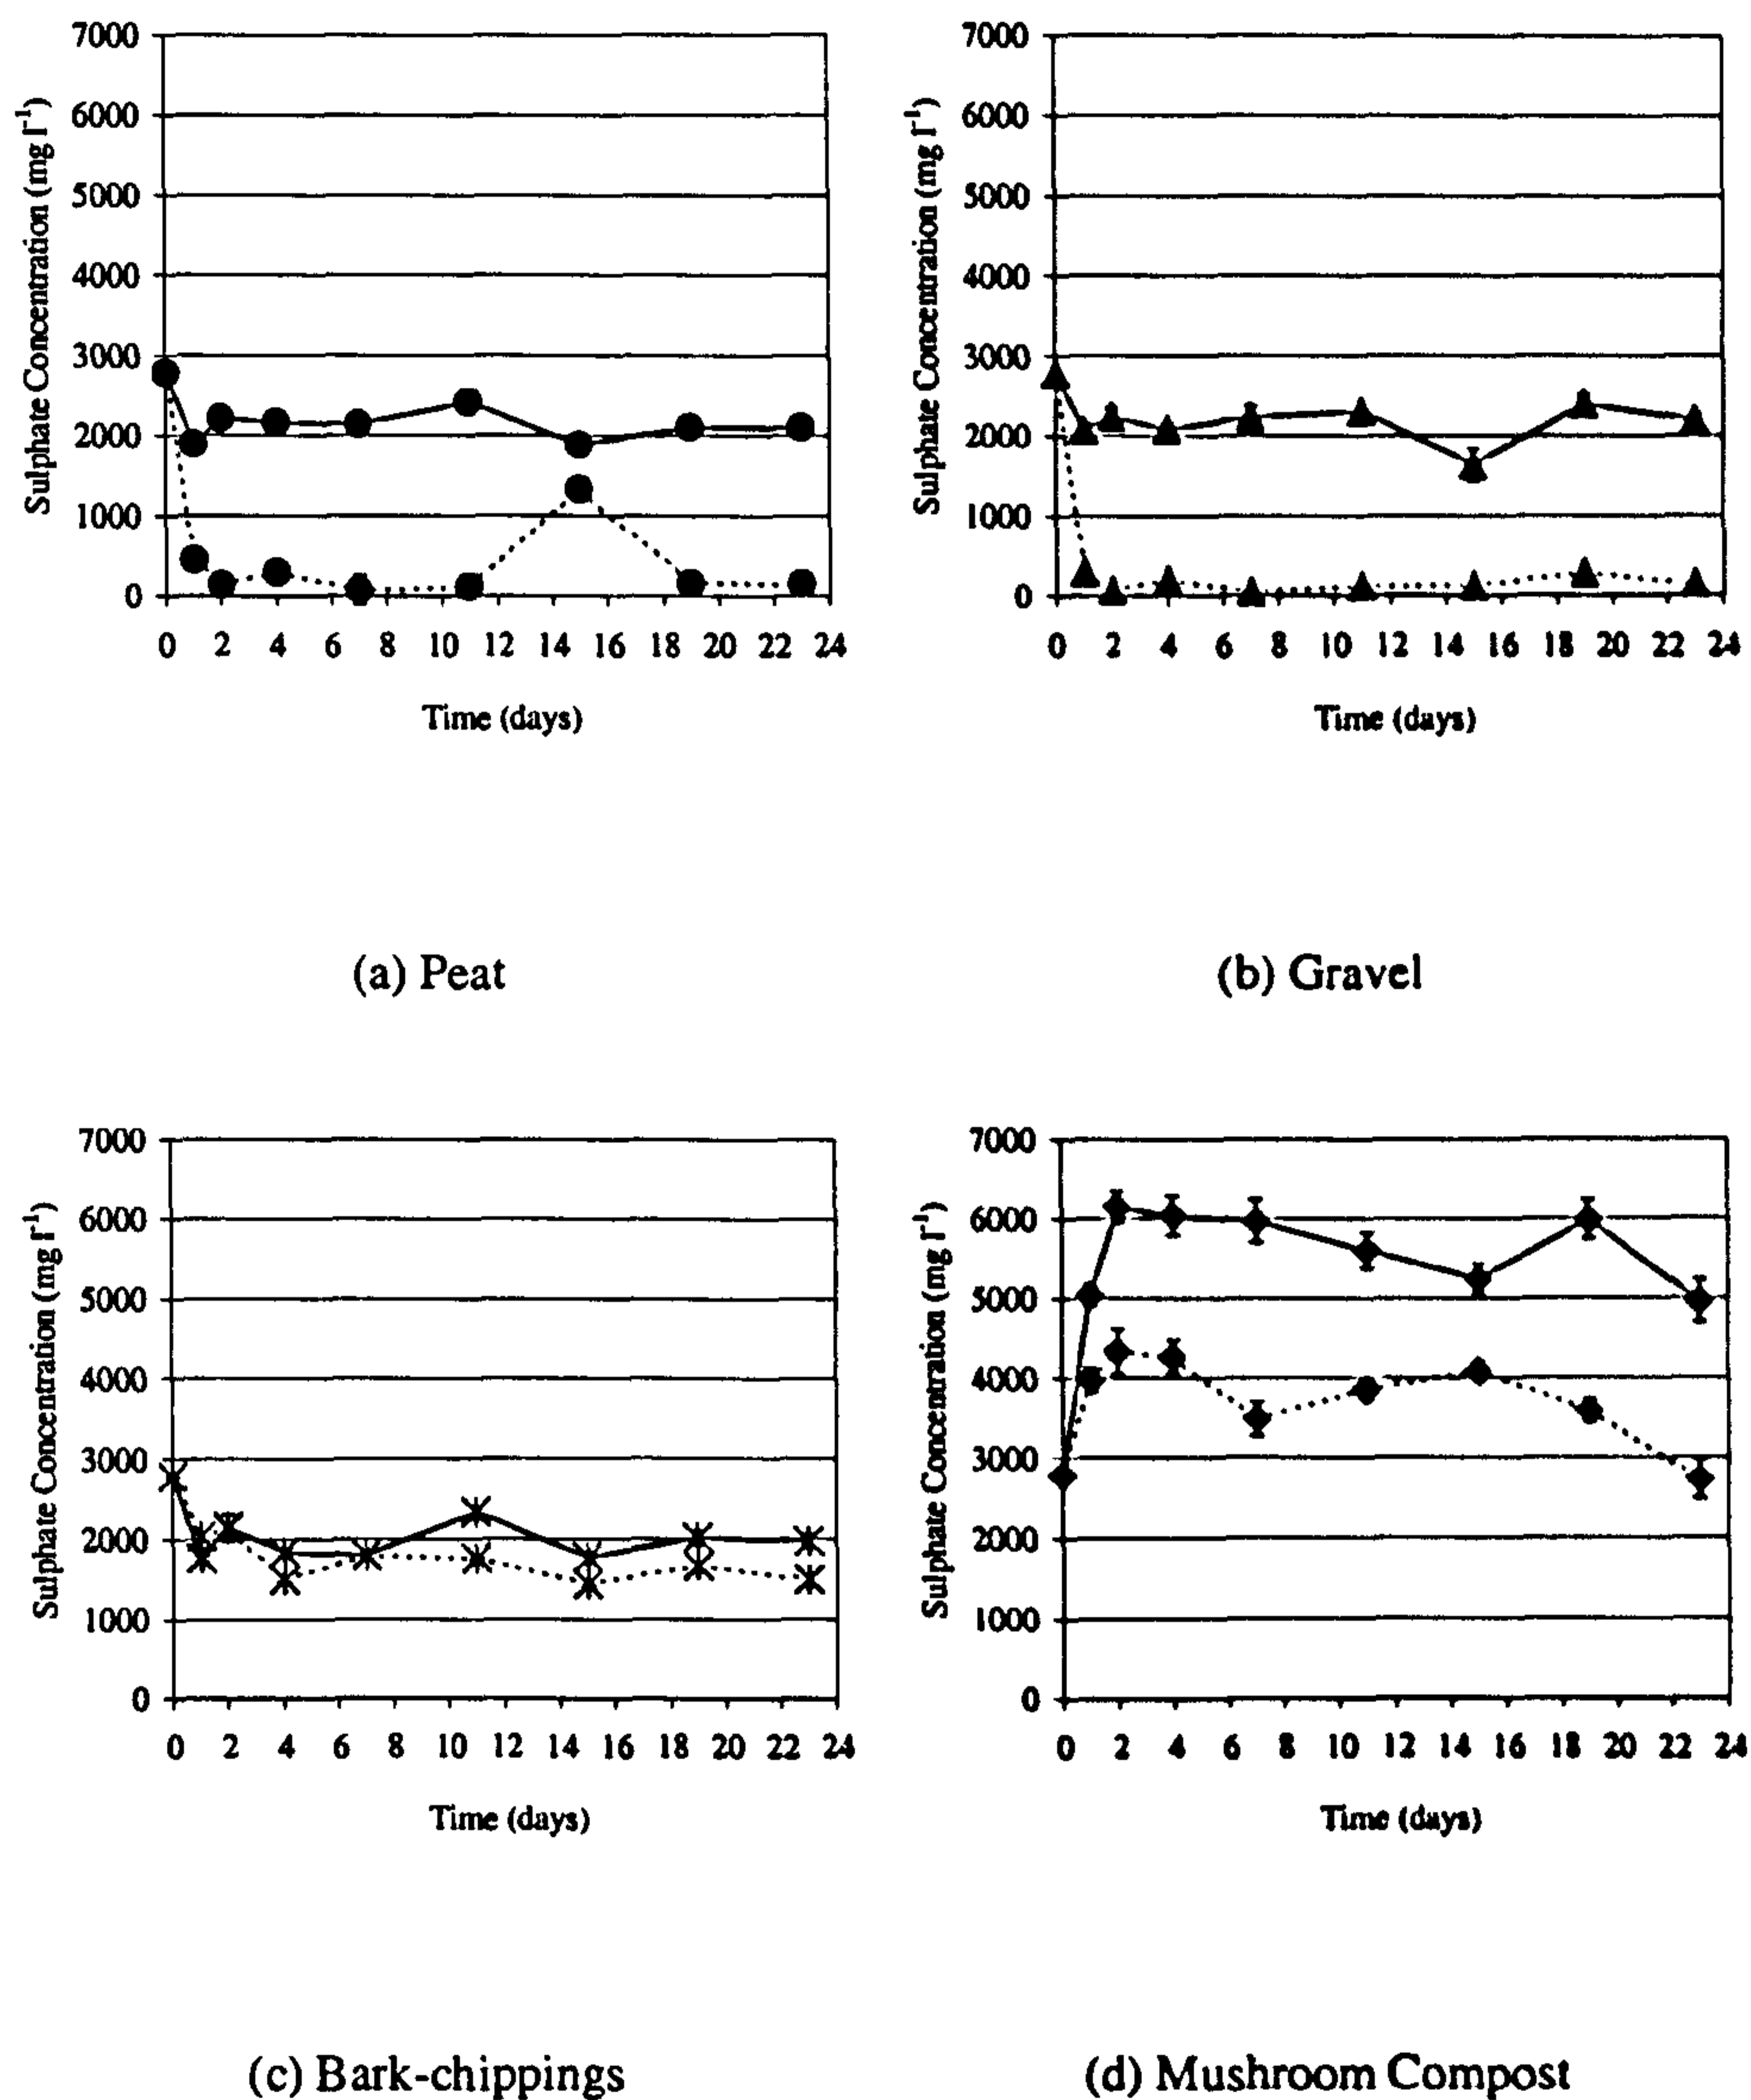 7000
6000
5000
4000
3000
2000
1000
0
Sulphate Concentration (mg l⁻¹)
0 2 4 6 8 10 12 14 16 18 20 22 24
Time (days)
(a) Peat
7000
6000
5000
4000
3000
2000
1000
0
Sulphate Concentration (mg l⁻¹)
0 2 4 6 8 10 12 14 16 18 20 22 24
Time (days)
(b) Gravel
7000
6000
5000
4000
3000
2000
1000
0
Sulphate Concentration (mg l⁻¹)
0 2 4 6 8 10 12 14 16 18 20 22 24
Time (days)
(c) Bark-chippings
7000
6000
5000
4000
3000
2000
1000
0
Sulphate Concentration (mg l⁻¹)
0 2 4 6 8 10 12 14 16 18 20 22 24
Time (days)
(d) Mushroom Compost